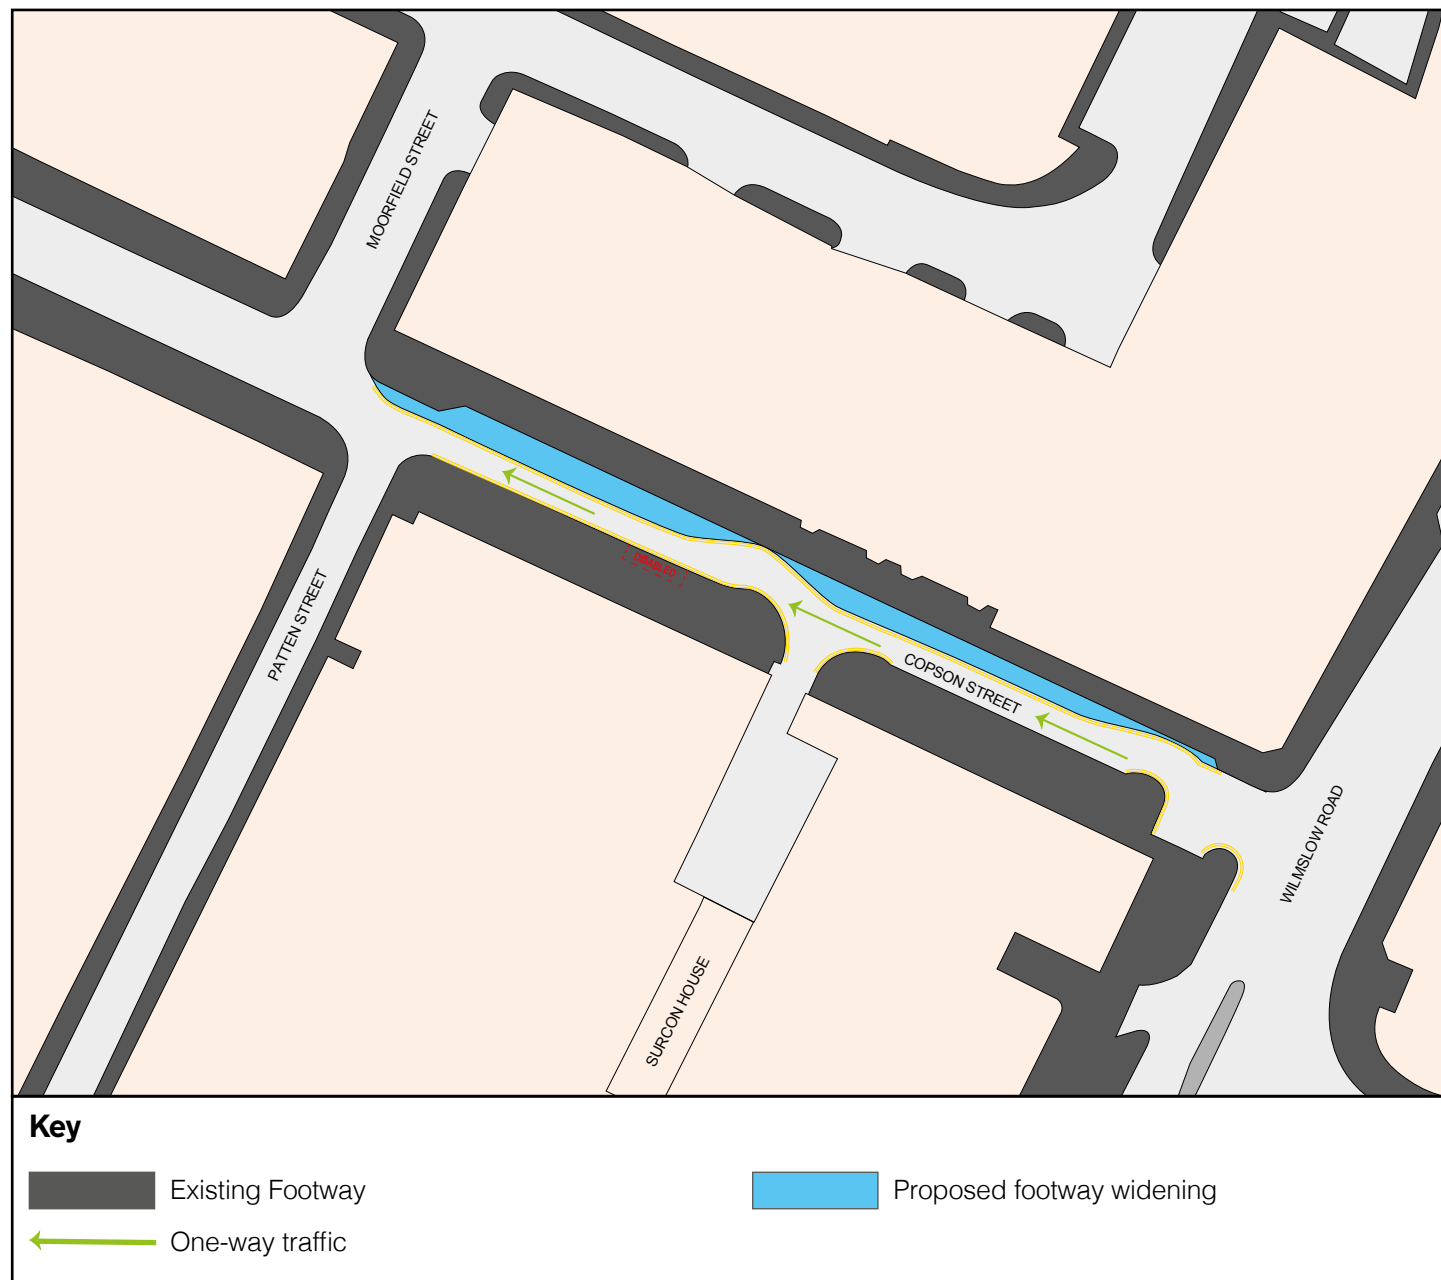 MOORFIELD STREET
DISABLED
COPSON STREET
PATTEN STREET
WILMSLOW ROAD
SURCON HOUSE
Key
Existing Footway
Proposed footway widening
One-way traffic